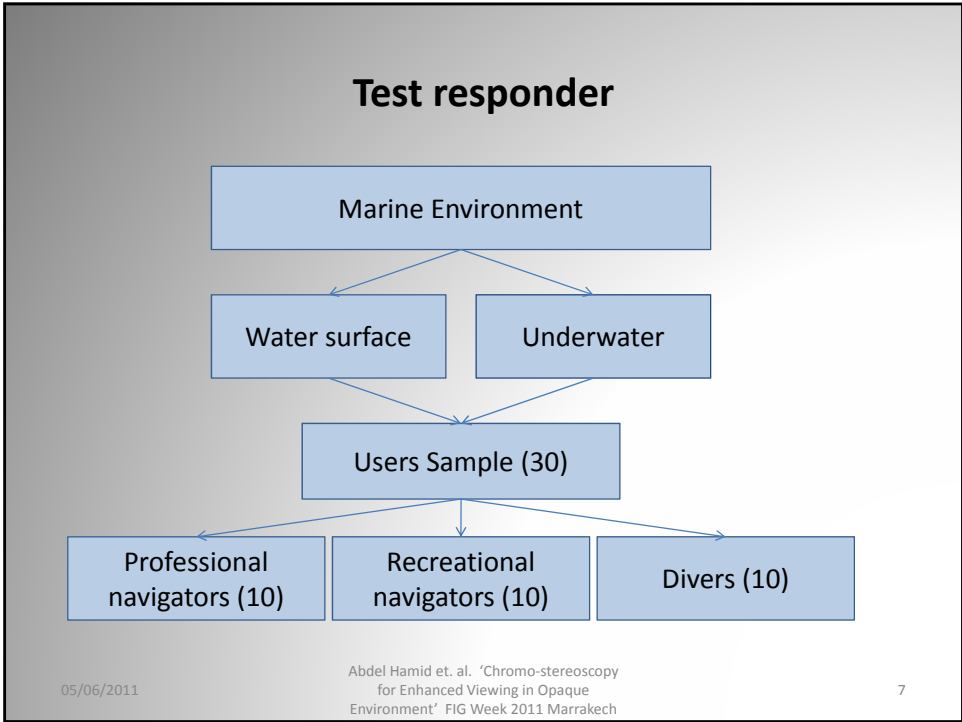 Test responder
Marine Environment
Water surface
Underwater
Users Sample (30)
Professional
navigators (10)
Recreational
navigators (10)
Divers (10)
05/06/2011
Abdel Hamid et. al.  'Chromo-stereoscopy
for Enhanced Viewing in Opaque
Environment'  FIG Week 2011 Marrakech
7